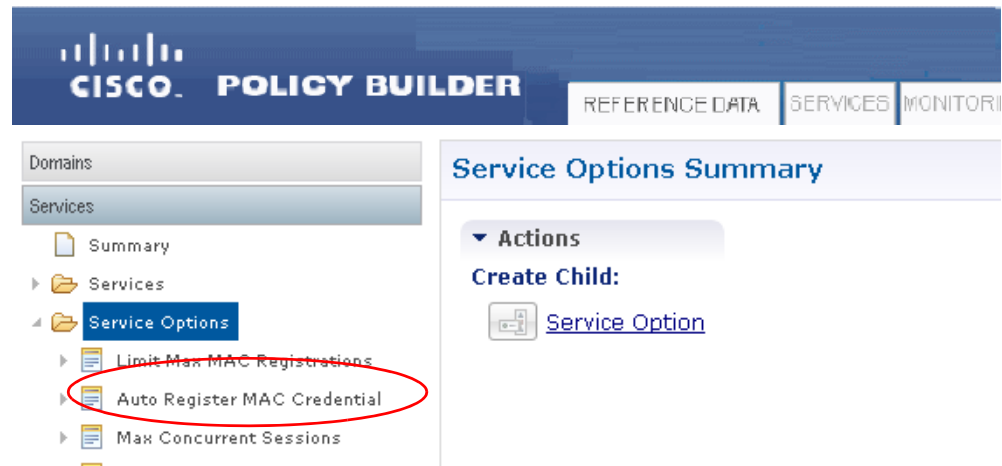 CISCO. POLICY BUILDER
REFERENCE DATA
SERVICES
MONITORI
Domains
Services
Summary
Services
Service Options
Limit Max MAC Registrations
Auto Register MAC Credential
Max Concurrent Sessions
Service Options Summary
Actions
Create Child:
Service Option